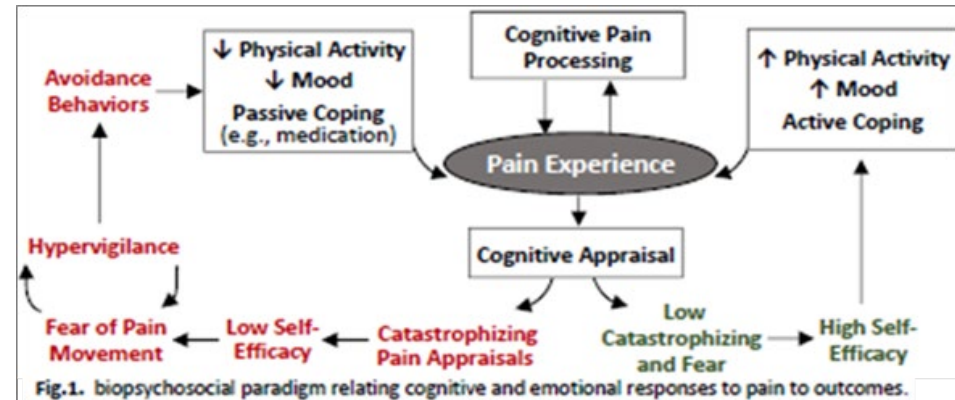 Cognitive Pain
Processing
↓ Physical Activity
↓ Mood
Passive Coping
(e.g., medication)
↑ Physical Activity
↑ Mood
Active Coping
Avoidance
Behaviors
Pain Experience
Hypervigilance
Cognitive Appraisal
Fear of Pain
Movement
Low Self-
Efficacy
Catastrophizing
Pain Appraisals
Low
Catastrophizing
and Fear
High Self-
Efficacy
Fig.1. biopsychosocial paradigm relating cognitive and emotional responses to pain to outcomes.